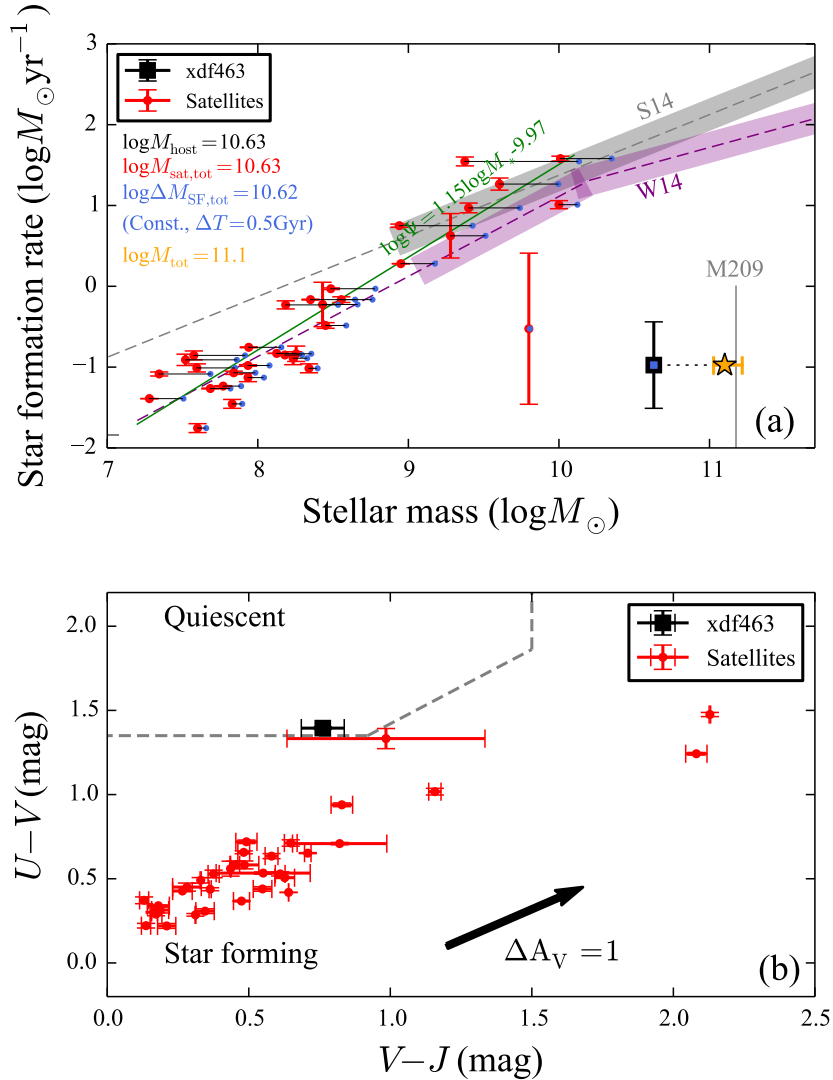 Star formation rate (logM⊙yr⁻¹)
3
2
1
0
−1
−2
xdf463
Satellites
logM_host = 10.63
logM_sat,tot = 10.63
logΔM_SF,tot = 10.62
(Const., ΔT=0.5Gyr)
logM_tot = 11.1
logΨ = 1.15logM_*-9.97
S14
W14
M209
(a)
7
8
9
10
11
Stellar mass (logM⊙)
U−V (mag)
2.0
1.5
1.0
0.5
0.0
Quiescent
xdf463
Satellites
Star forming
ΔA_V =1
(b)
0.0
0.5
1.0
1.5
2.0
2.5
V−J (mag)